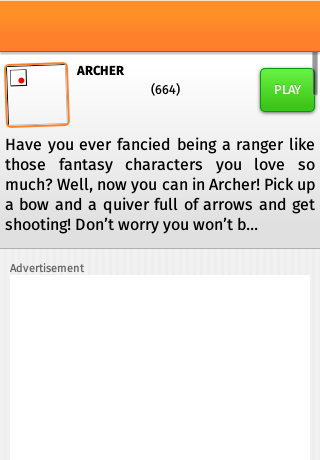 ARCHER
(664)
PLAY
Have you ever fancied being a ranger like
those fantasy characters you love so
much? Well, now you can in Archer! Pick up
a bow and a quiver full of arrows and get
shooting! Don’t worry you won’t b...
Advertisement